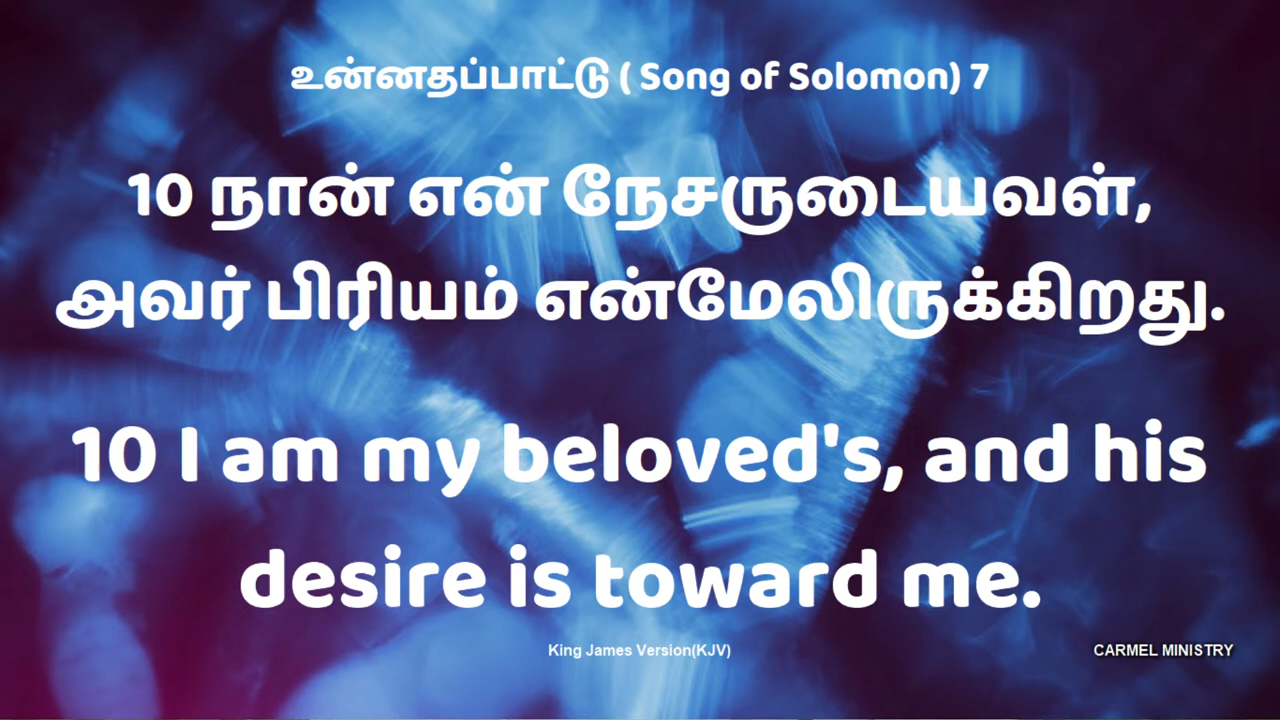 உன்னதப்பாட்டு ( Song of Solomon) 7
10 நான் என் நேசருடையவள்,
அவர் பிரியம் என்மேலிருக்கிறது.
10 I am my beloved's, and his
desire is toward me.
King James Version(KJV)
CARMEL MINISTRY